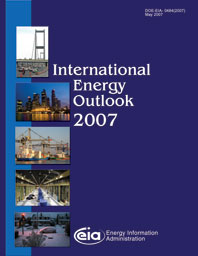 DOE/EIA-0484(2007)
May 2007
International
Energy
Outlook
2007
eia
Energy Information
Administration